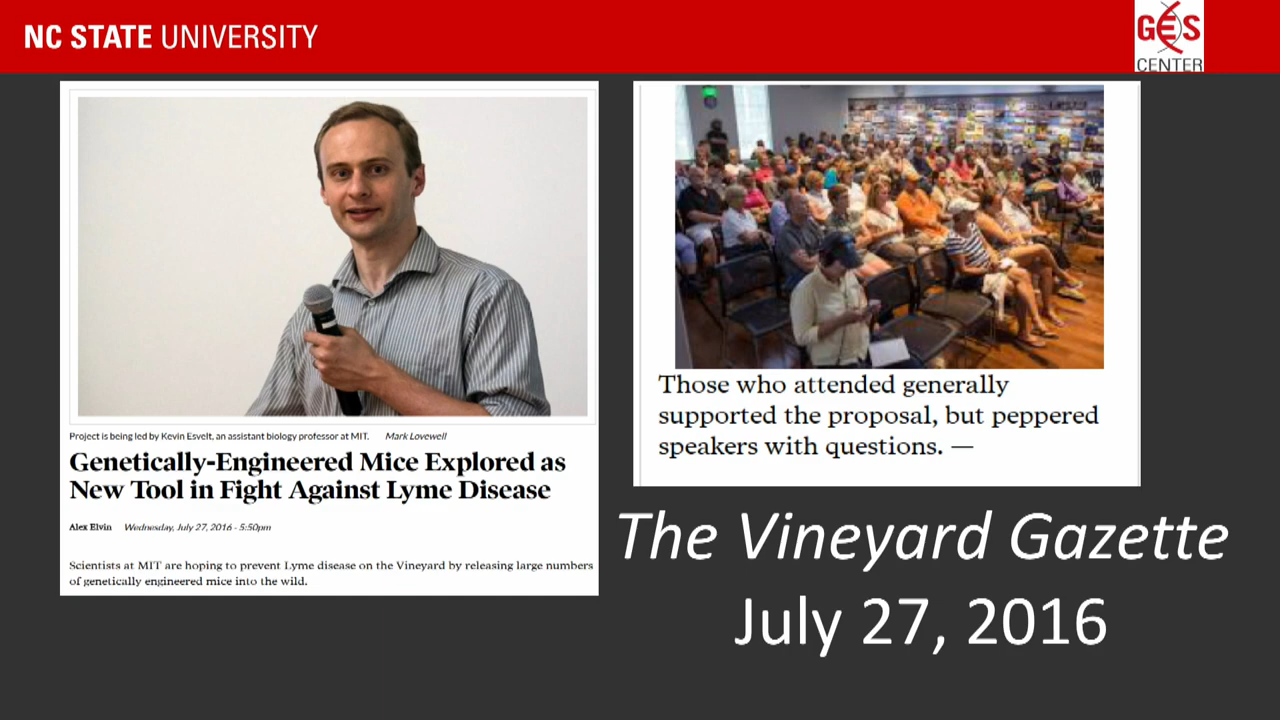 NC STATE UNIVERSITY
GES
CENTER
Project is being led by Kevin Esvelt, an assistant biology professor at MIT. Mark Lovewell
Genetically-Engineered Mice Explored as
New Tool in Fight Against Lyme Disease
Alex Elvin Wednesday, July 27, 2016 - 5:50pm
Scientists at MIT are hoping to prevent Lyme disease on the Vineyard by releasing large numbers
of genetically engineered mice into the wild.
Those who attended generally
supported the proposal, but peppered
speakers with questions. —
The Vineyard Gazette
July 27, 2016